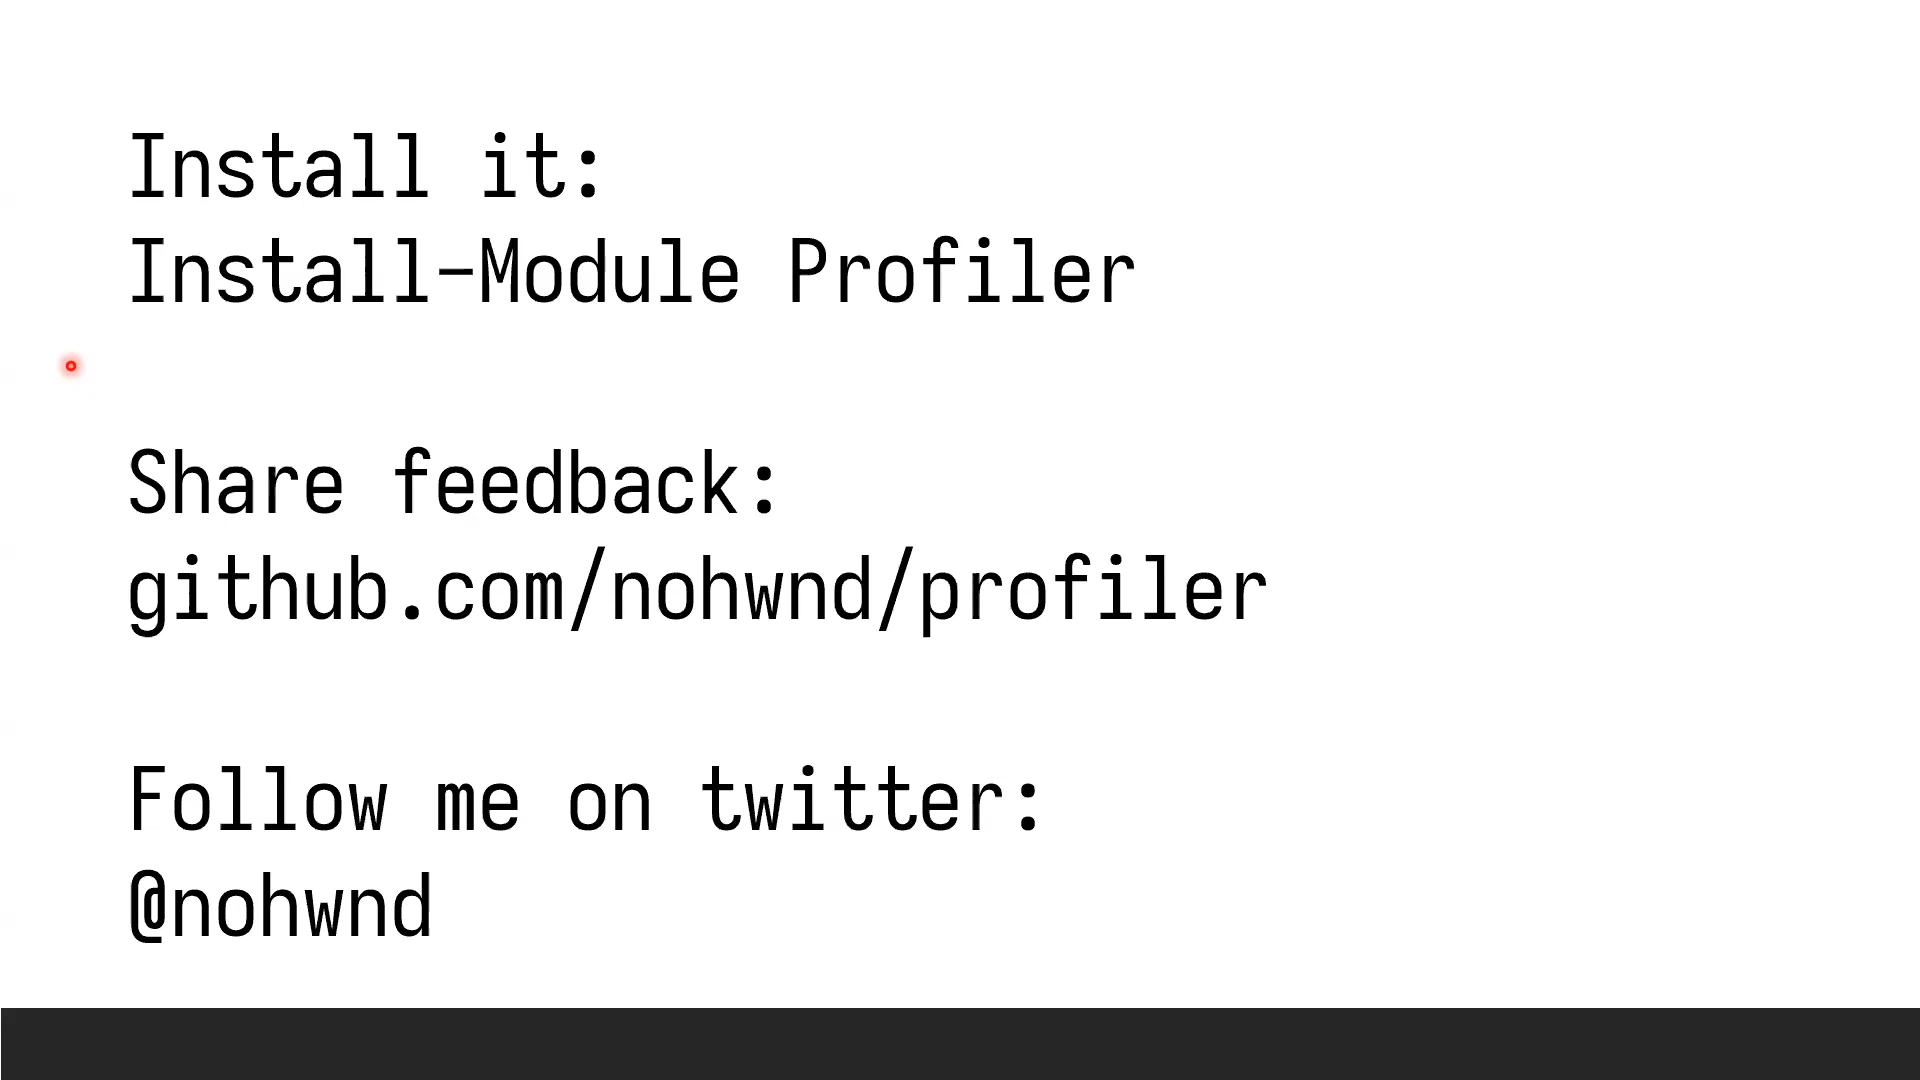 Install it:
Install-Module Profiler
Share feedback:
github.com/nohwnd/profiler
Follow me on twitter:
@nohwnd